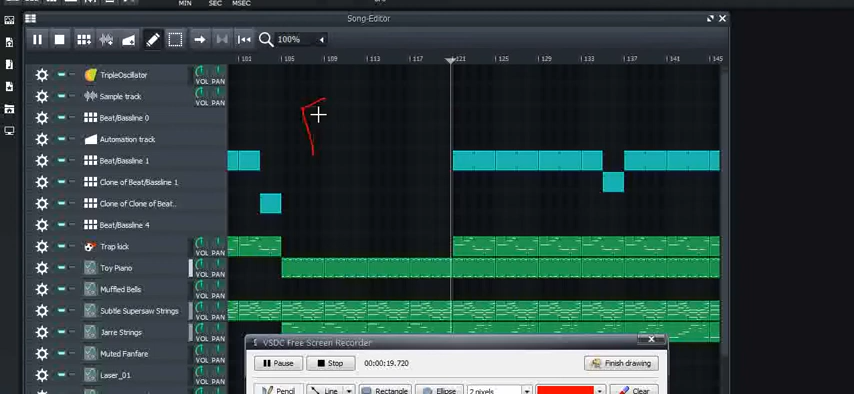 MIN SEC MSEC
Song-Editor
100%
101 105 109 113 117 121 125 129 133 137 141 145
TripleOscillator VOL PAN
Sample track VOL PAN
Beat/Bassline 0
Automation track
Beat/Bassline 1
Clone of Beat/Bassline 1
Clone of Clone of Beat..
Beat/Bassline 4
Trap kick VOL PAN
Toy Piano VOL PAN
Muffled Bells VOL PAN
Subtle Supersaw Strings VOL PAN
Jarre Strings VOL PAN
Muted Fanfare VOL PAN
Laser_01 VOL PAN
VSDC Free Screen Recorder
Pause Stop 00:00:19.720 Finish drawing
Pencil Line Rectangle Ellipse 2 pixels Clear